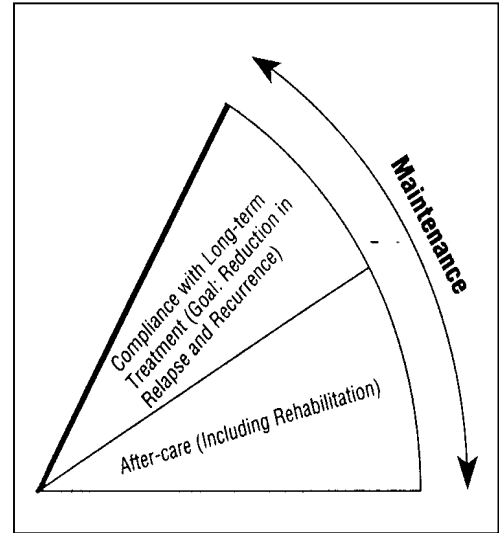 Maintenance
Compliance with Long-term
Treatment (Goal: Reduction in
Relapse and Recurrence)
After-care (Including Rehabilitation)